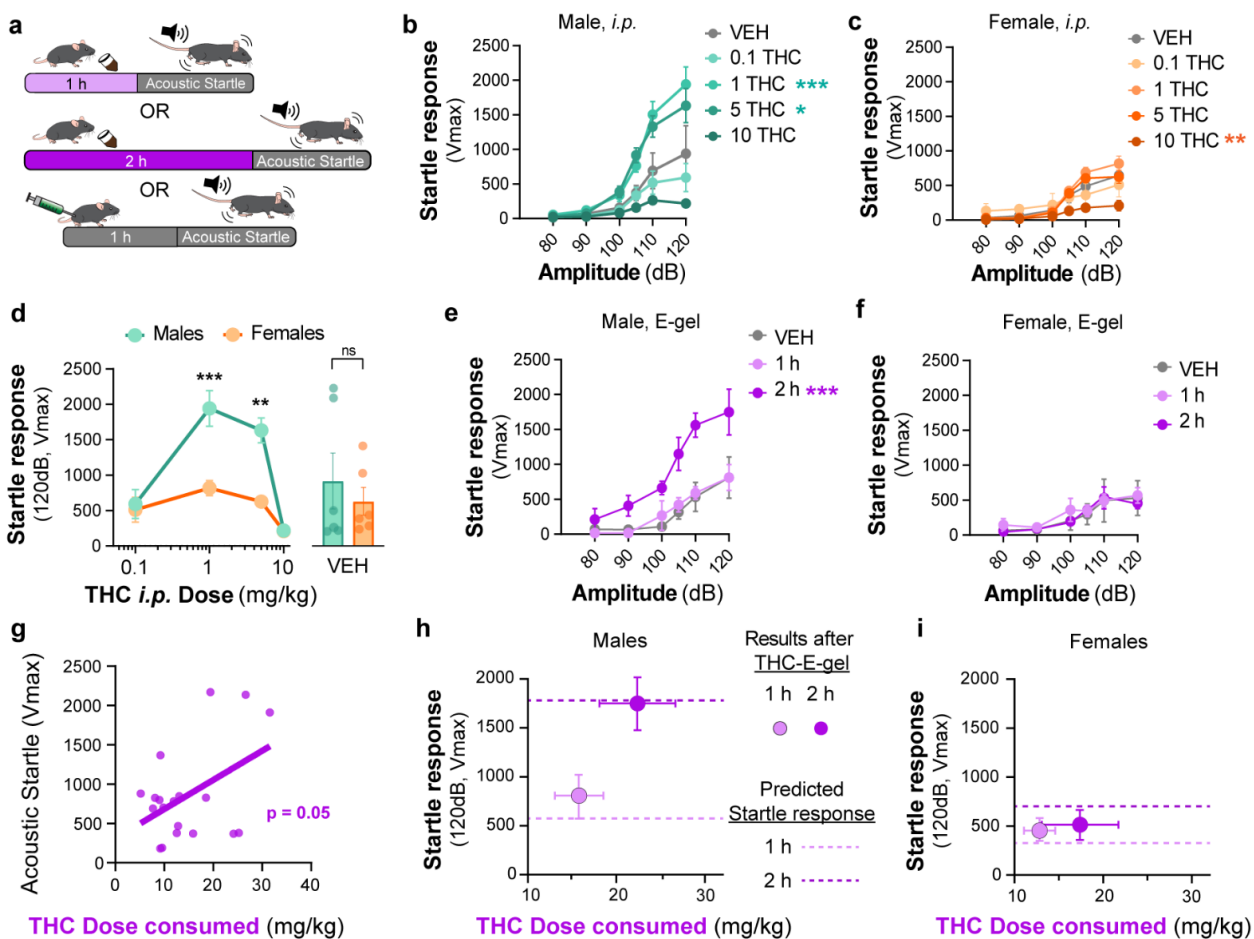 a
1 h
Acoustic Startle
OR
2 h
Acoustic Startle
OR
1 h
Acoustic Startle
b
Male, i.p.
Startle response
(Vmax)
2500
2000
1500
1000
500
0
80
90
100
110
120
Amplitude (dB)
VEH
0.1 THC
1 THC ***
5 THC *
10 THC
c
Female, i.p.
Startle response
(Vmax)
2500
2000
1500
1000
500
0
80
90
100
110
120
Amplitude (dB)
VEH
0.1 THC
1 THC
5 THC
10 THC **
d
Males
Females
Startle response
(120dB, Vmax)
2500
2000
1500
1000
500
0
***
**
ns
0.1
1
10
VEH
THC i.p. Dose (mg/kg)
e
Male, E-gel
Startle response
(Vmax)
2500
2000
1500
1000
500
0
80
90
100
110
120
Amplitude (dB)
VEH
1 h
2 h ***
f
Female, E-gel
Startle response
(Vmax)
2500
2000
1500
1000
500
0
80
90
100
110
120
Amplitude (dB)
VEH
1 h
2 h
g
Acoustic Startle (Vmax)
2500
2000
1500
1000
500
0
p = 0.05
0
10
20
30
40
THC Dose consumed (mg/kg)
h
Males
Startle response
(120dB, Vmax)
2000
1500
1000
500
0
10
20
30
THC Dose consumed (mg/kg)
Results after
THC-E-gel
1 h 2 h
Predicted
Startle response
1 h
2 h
i
Females
Startle response
(120dB, Vmax)
2000
1500
1000
500
0
10
20
30
THC Dose consumed (mg/kg)